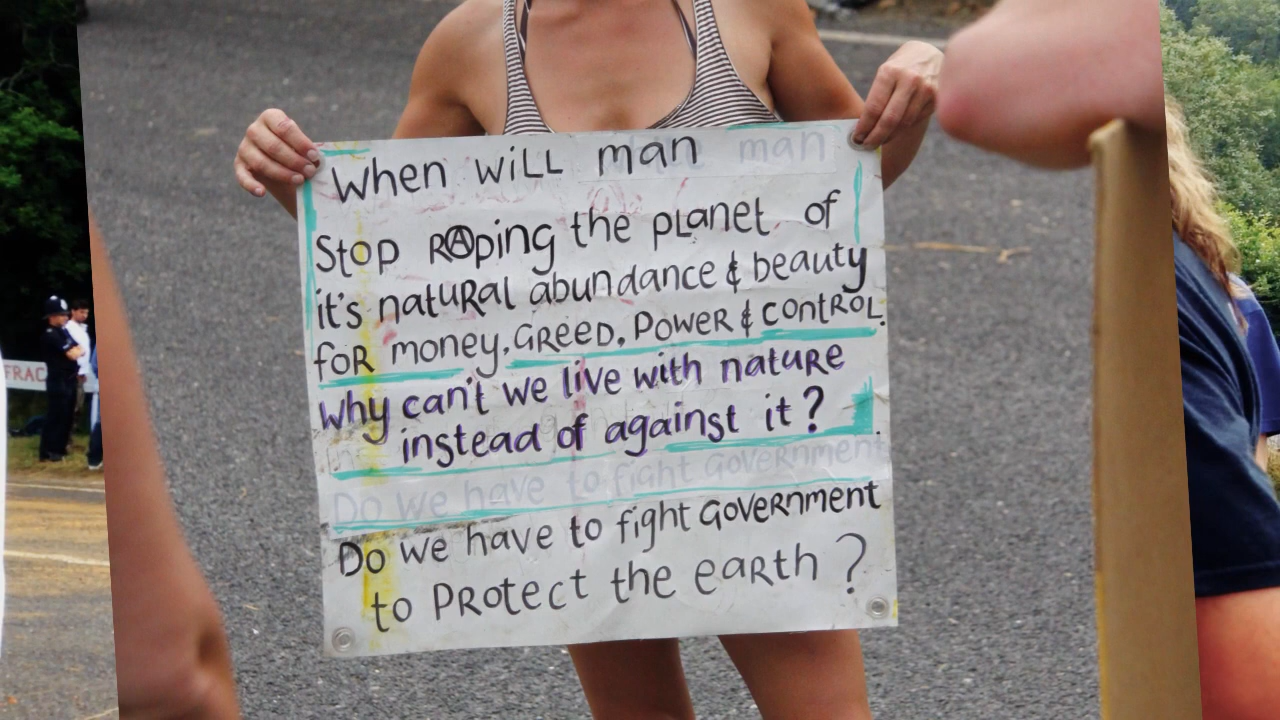 When will man man
Stop RAping the planet of
it's natural abundance & beauty
for money, Greed, Power & control.
why can't we live with nature
instead of against it?
Do we have to fight Government
Do we have to fight Government
to Protect the earth?
FRAC